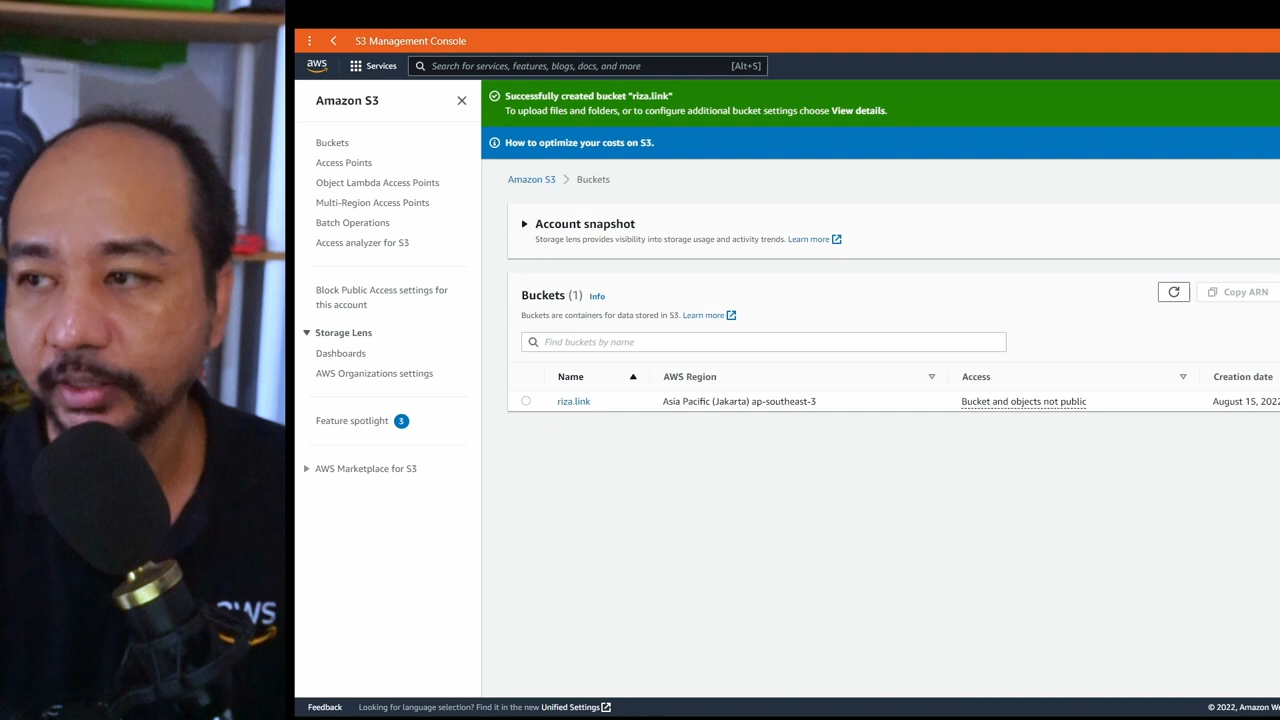 S3 Management Console
aws
Services
Search for services, features, blogs, docs, and more
[Alt+S]
Amazon S3
Buckets
Access Points
Object Lambda Access Points
Multi-Region Access Points
Batch Operations
Access analyzer for S3
Block Public Access settings for
this account
Storage Lens
Dashboards
AWS Organizations settings
Feature spotlight 3
AWS Marketplace for S3
Successfully created bucket "riza.link"
To upload files and folders, or to configure additional bucket settings choose View details.
How to optimize your costs on S3.
Amazon S3 > Buckets
Account snapshot
Storage lens provides visibility into storage usage and activity trends. Learn more
Buckets (1) Info
Copy ARN
Buckets are containers for data stored in S3. Learn more
Find buckets by name
Name AWS Region Access Creation date
riza.link Asia Pacific (Jakarta) ap-southeast-3 Bucket and objects not public August 15, 2022
aws
Feedback Looking for language selection? Find it in the new Unified Settings
© 2022, Amazon